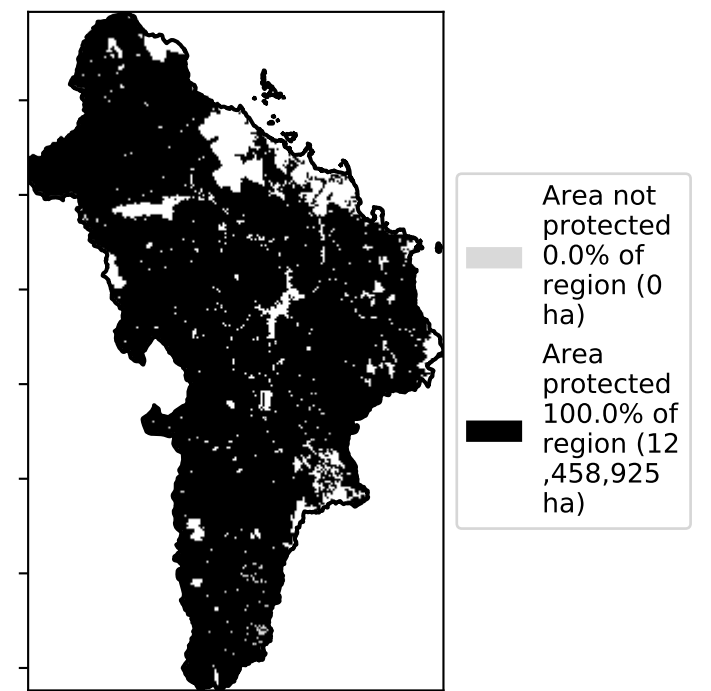 Area not
protected
0.0% of
region (0
ha)
Area
protected
100.0% of
region (12
,458,925
ha)